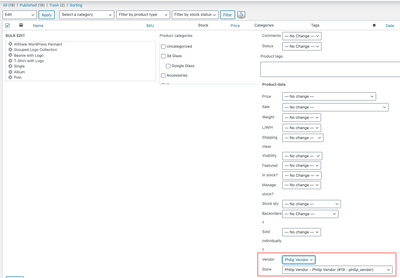 All (18) | Published (18) | Trash (3) | Sorting
Edit Apply Select a category Filter by product type Filter by stock status Filter
Name SKU Stock Price Categories Tags Date
BULK EDIT
Affiliate WordPress Pennant
Grouped Logo Collection
Beanie with Logo
T-Shirt with Logo
Single
Album
Polo
Product categories
Uncategorized
3d Glass
Google Glass
Accessories
Comments — No Change —
Status — No Change —
Product tags
Product data
Price — No change —
Sale — No change —
Weight — No change —
L/W/H — No change —
Shipping class — No change —
Visibility — No change —
Featured — No change —
In stock? — No change —
Manage stock? — No change —
Stock qty — No change —
Backorders? — No Change —
Sold individually? — No change —
Vendor Philip Vendor
Store Philip Vendor - Philip Vendor (#19 - philip_vendor)